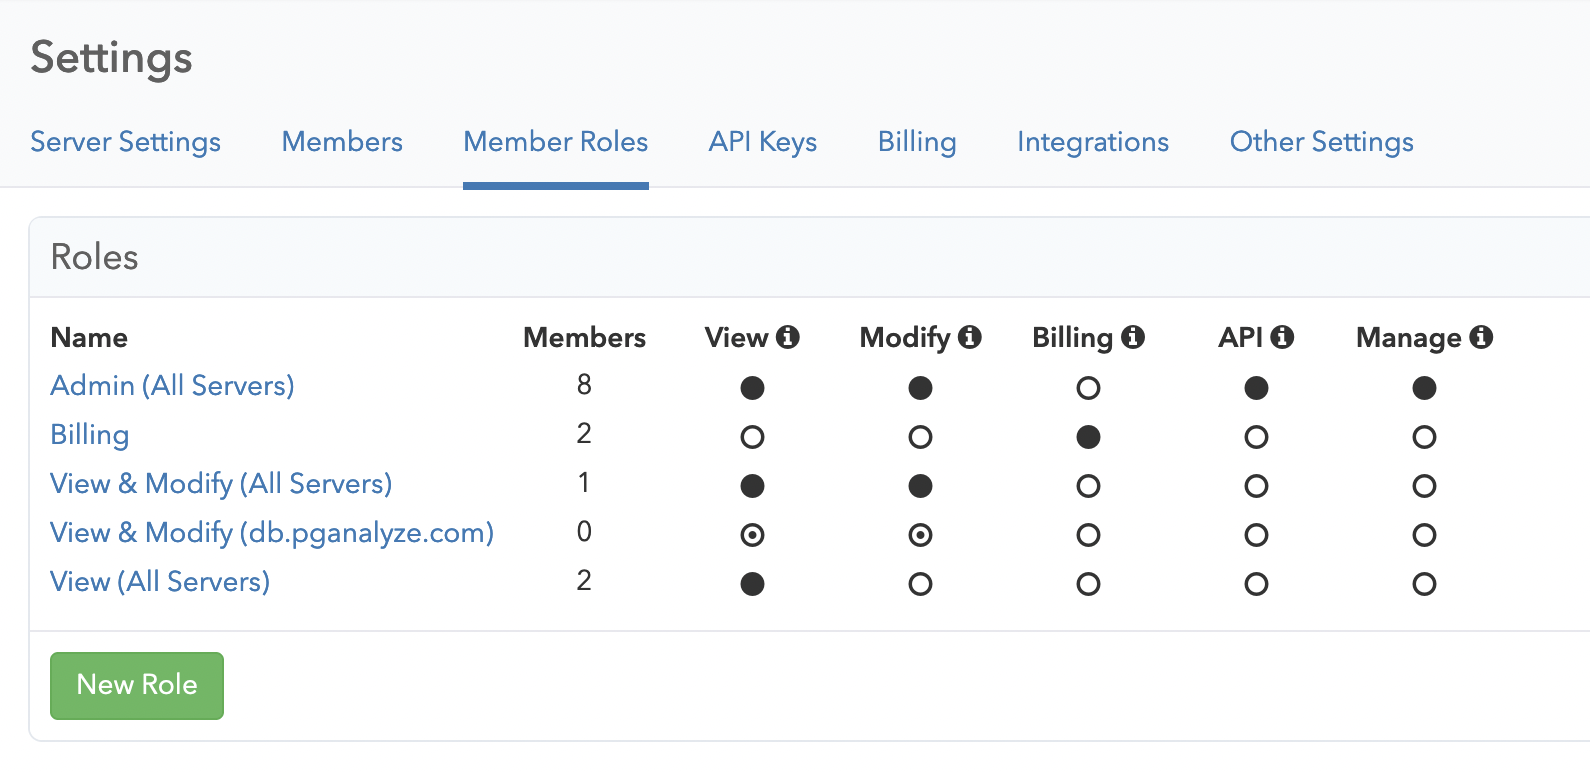 Settings
Server Settings Members Member Roles API Keys Billing Integrations Other Settings
Roles
Name Members View Modify Billing API Manage
Admin (All Servers) 8
Billing 2
View & Modify (All Servers) 1
View & Modify (db.pganalyze.com) 0
View (All Servers) 2
New Role